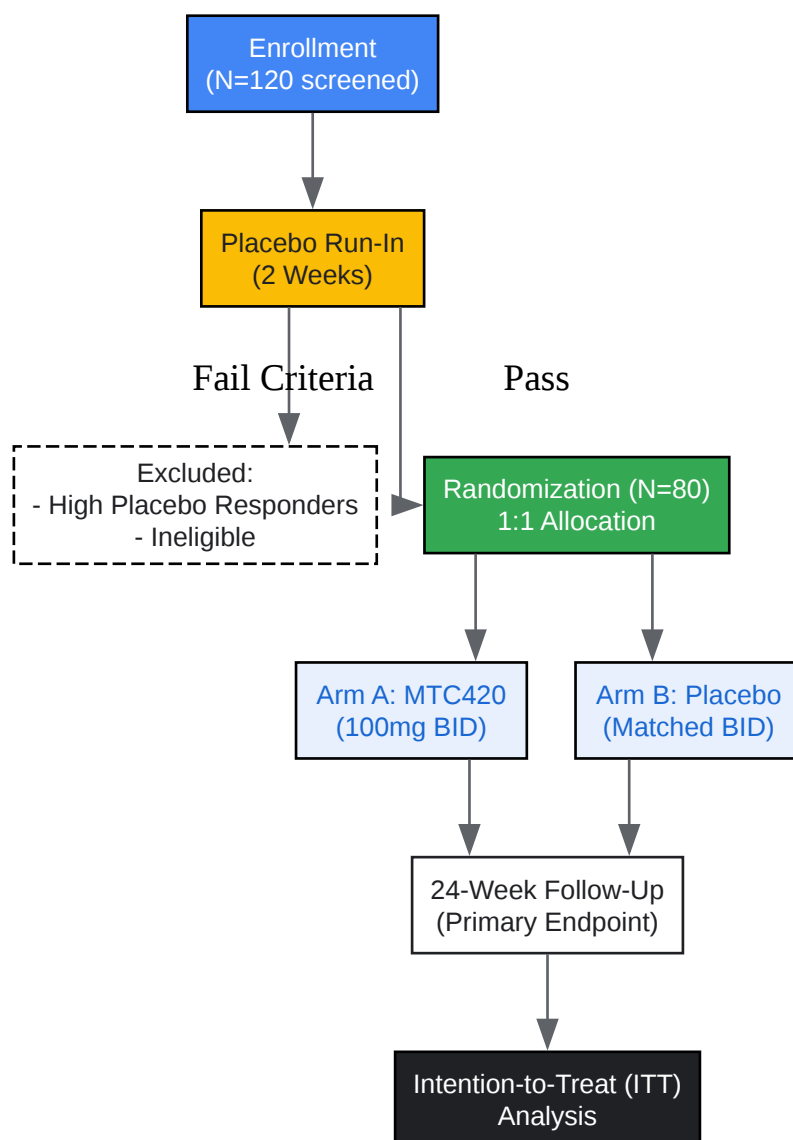 Enrollment
(N=120 screened)
Placebo Run-In
(2 Weeks)
Fail Criteria
Pass
Excluded:
- High Placebo Responders
- Ineligible
Randomization (N=80)
1:1 Allocation
Arm A: MTC420
(100mg BID)
Arm B: Placebo
(Matched BID)
24-Week Follow-Up
(Primary Endpoint)
Intention-to-Treat (ITT)
Analysis